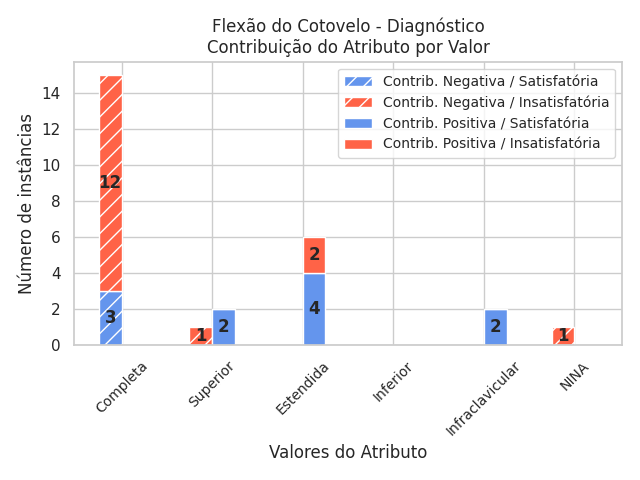 Flexão do Cotovelo - Diagnóstico
Contribuição do Atributo por Valor
Contrib. Negativa / Satisfatória
Contrib. Negativa / Insatisfatória
Contrib. Positiva / Satisfatória
Contrib. Positiva / Insatisfatória
Número de instâncias
14
12
10
8
6
4
2
0
12
3
1
2
2
4
2
1
Completa
Superior
Estendida
Inferior
Infraclavicular
NINA
Valores do Atributo